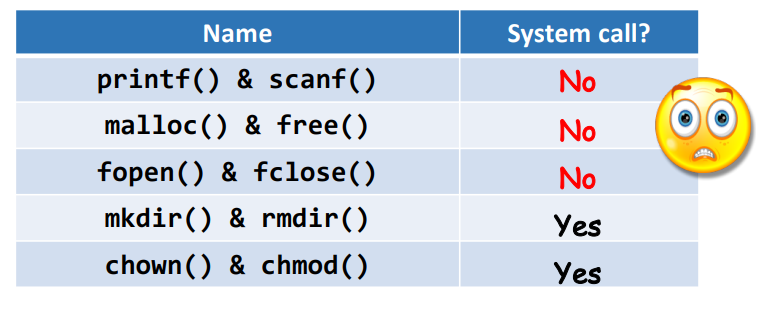 Name System call?
printf() & scanf() No
malloc() & free() No
fopen() & fclose() No
mkdir() & rmdir() Yes
chown() & chmod() Yes